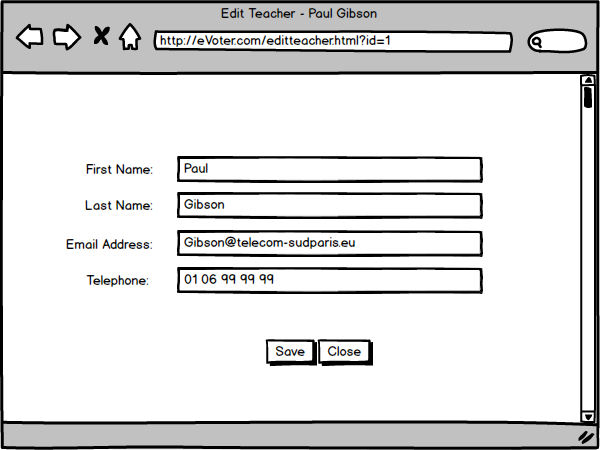 Edit Teacher - Paul Gibson
http://eVoter.com/editteacher.html?id=1
First Name: Paul
Last Name: Gibson
Email Address: Gibson@telecom-sudparis.eu
Telephone: 01 06 99 99 99
Save Close